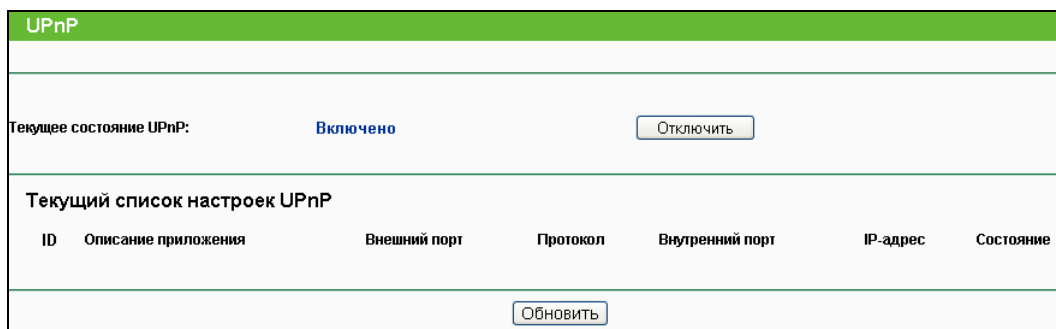 UPnP
Текущее состояние UPnP: Включено Отключить
Текущий список настроек UPnP
ID Описание приложения Внешний порт Протокол Внутренний порт IP-адрес Состояние
Обновить